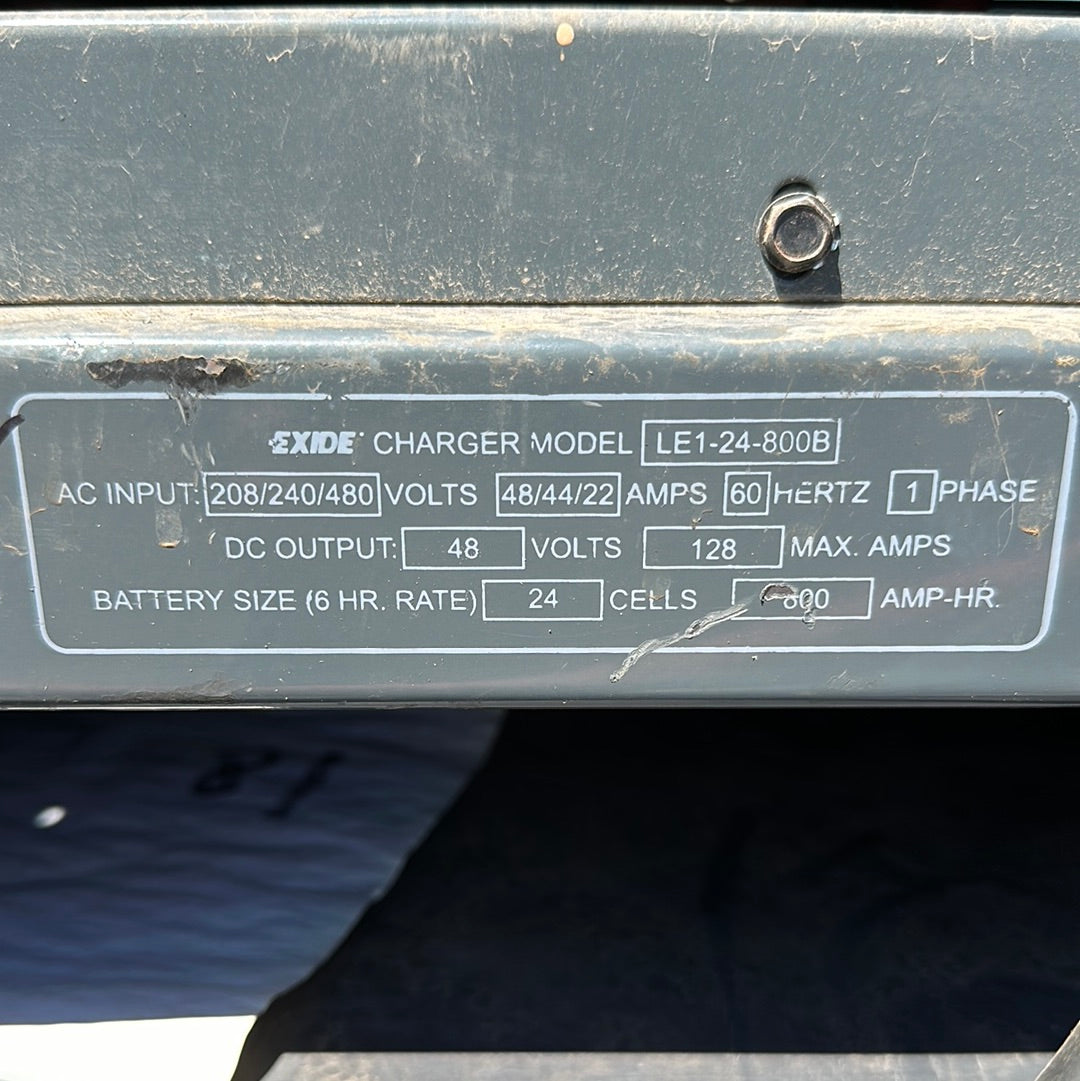 EXIDE CHARGER MODEL LE1-24-800B
AC INPUT: 208/240/480 VOLTS 48/44/22 AMPS 60 HERTZ 1 PHASE
DC OUTPUT: 48 VOLTS 128 MAX. AMPS
BATTERY SIZE (6 HR. RATE) 24 CELLS 800 AMP-HR.